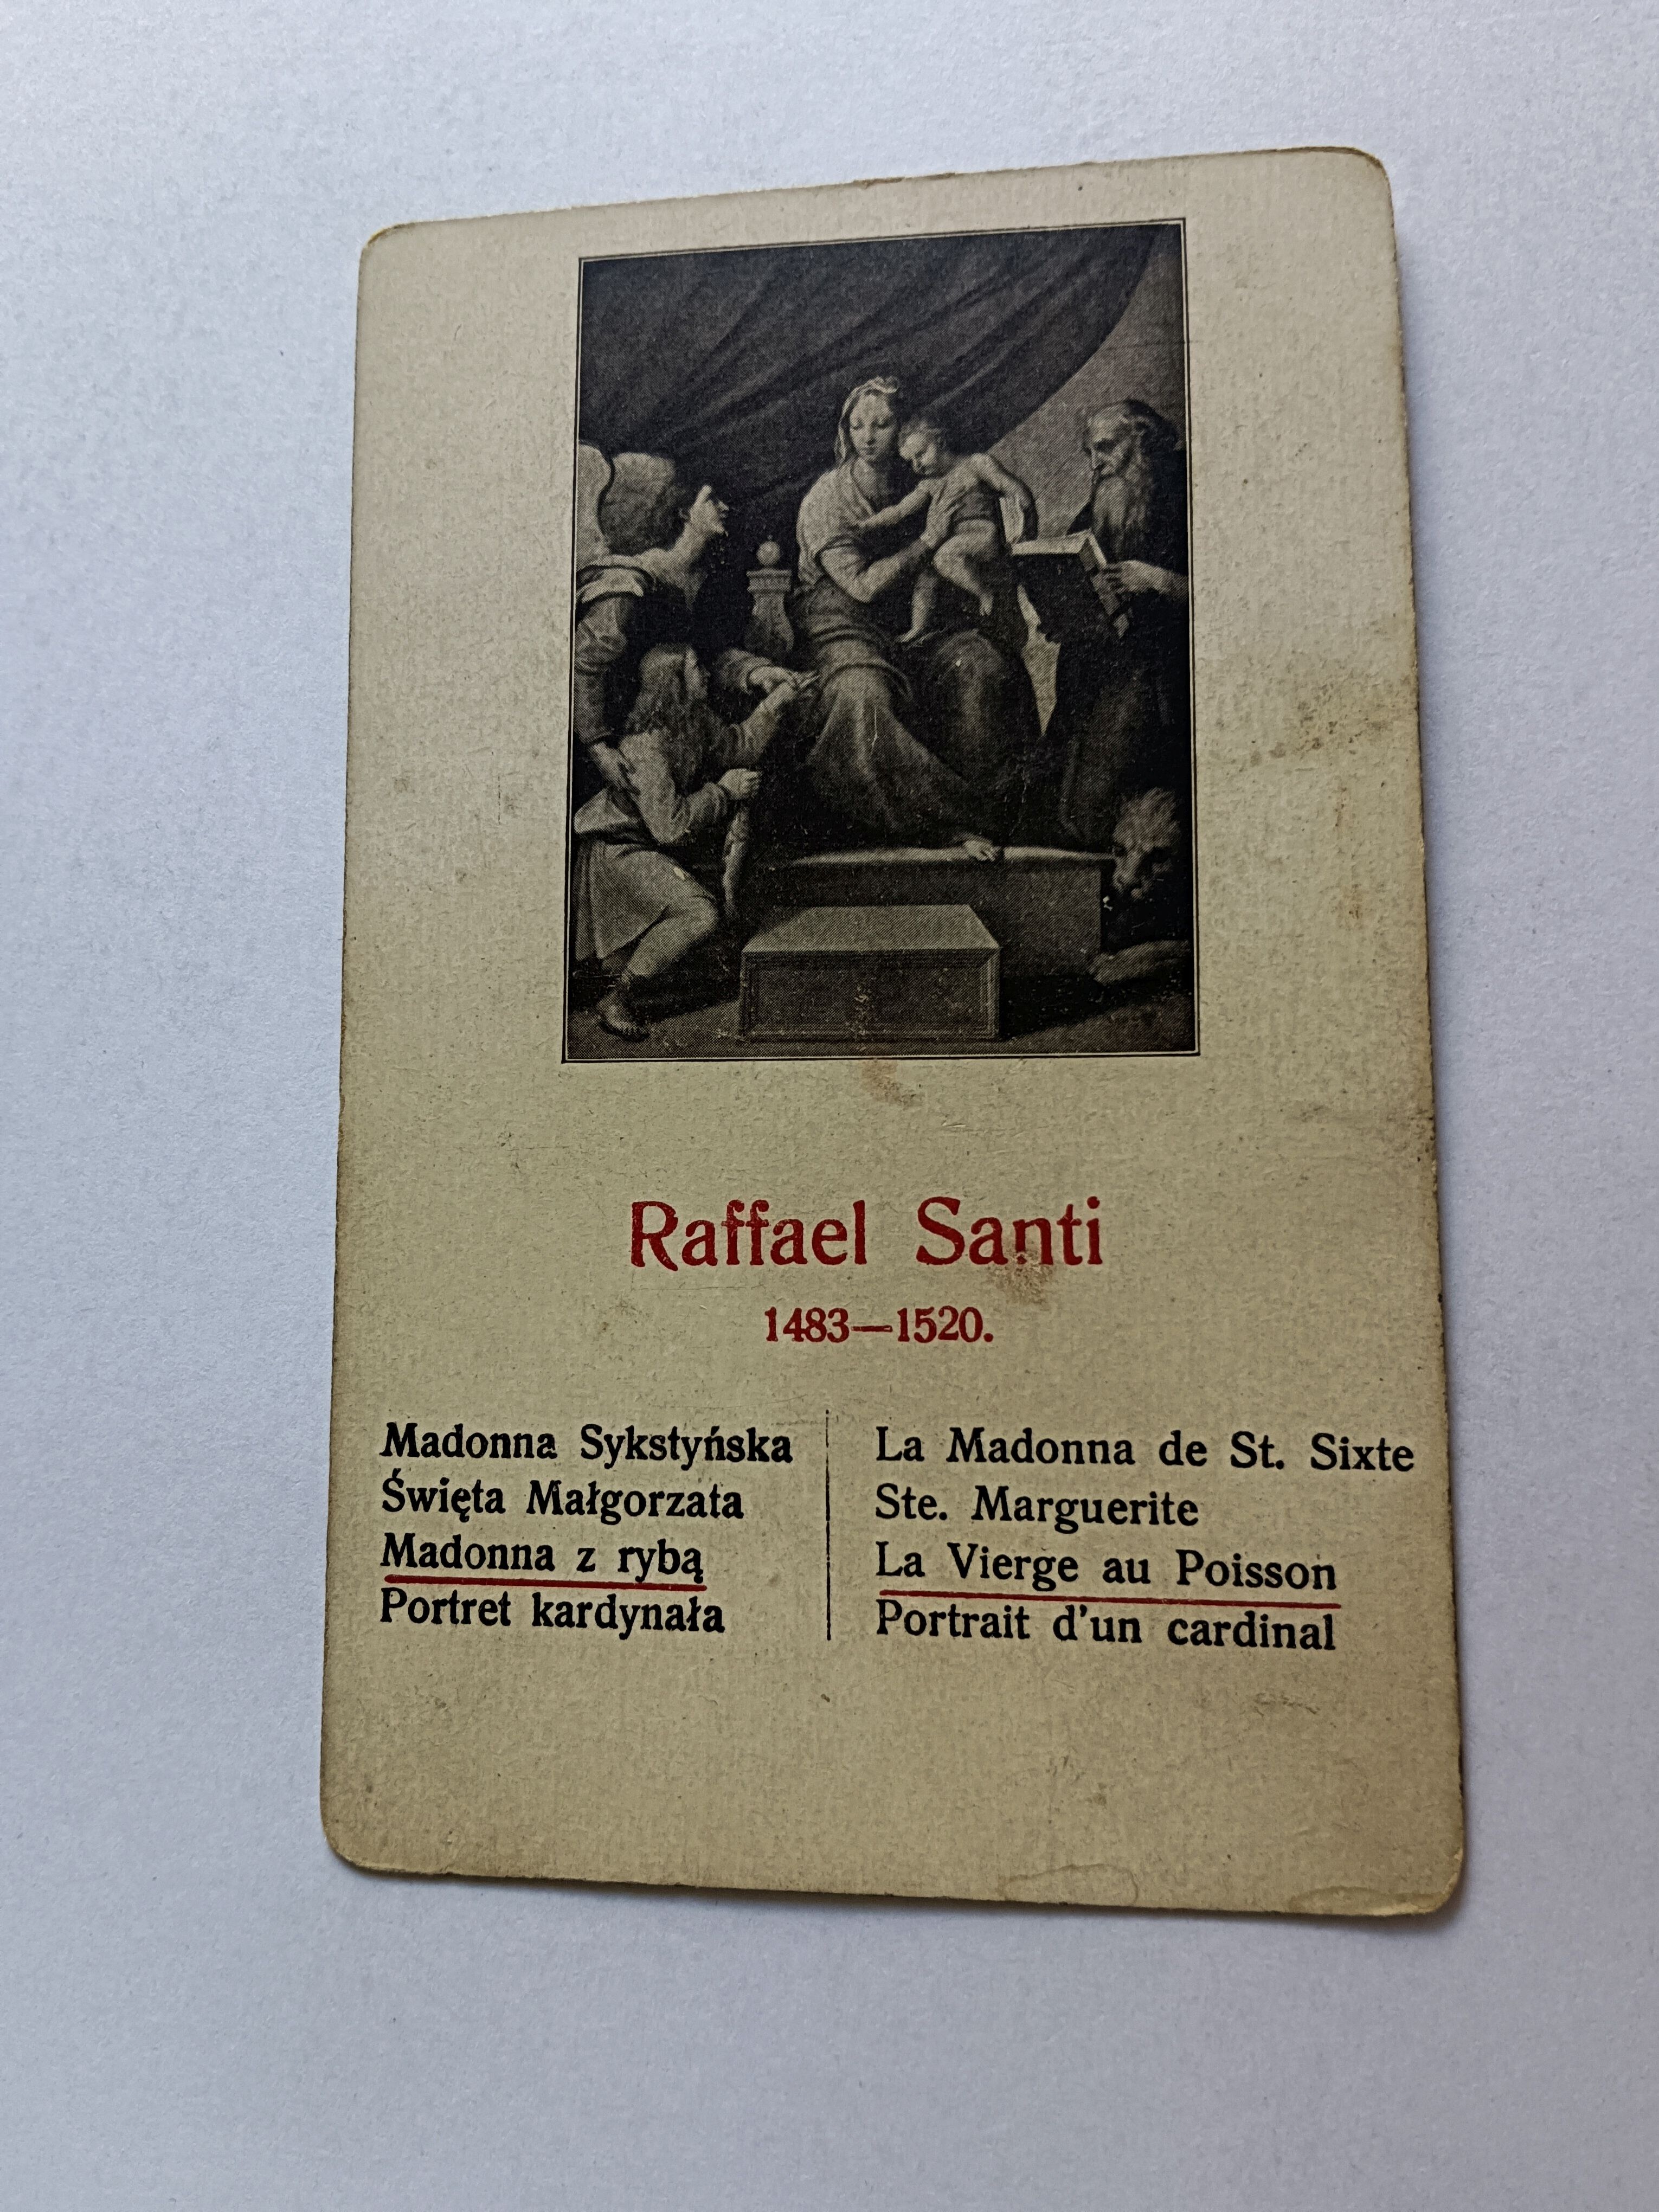 Raffael Santi
1483—1520.
Madonna Sykstyńska
Święta Małgorzata
Madonna z rybą
Portret kardynała
La Madonna de St. Sixte
Ste. Marguerite
La Vierge au Poisson
Portrait d'un cardinal